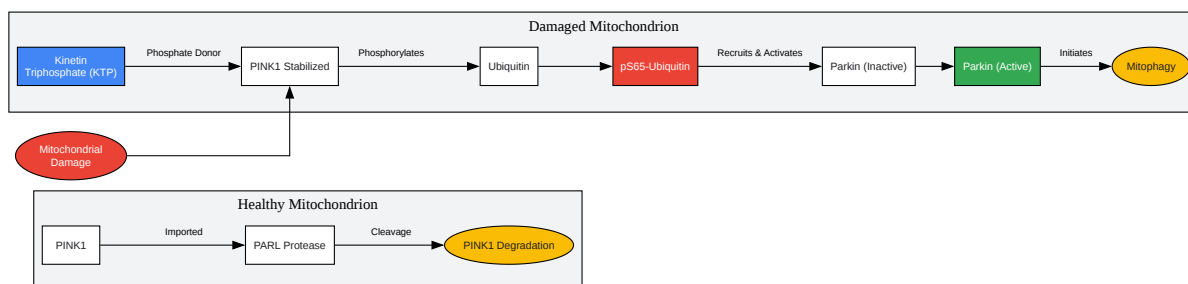 Damaged Mitochondrion
Kinetin
Triphosphate (KTP)
Phosphate Donor
PINK1 Stabilized
Phosphorylates
Ubiquitin
pS65-Ubiquitin
Recruits & Activates
Parkin (Inactive)
Parkin (Active)
Initiates
Mitophagy
Mitochondrial
Damage
Healthy Mitochondrion
PINK1
Imported
PARL Protease
Cleavage
PINK1 Degradation